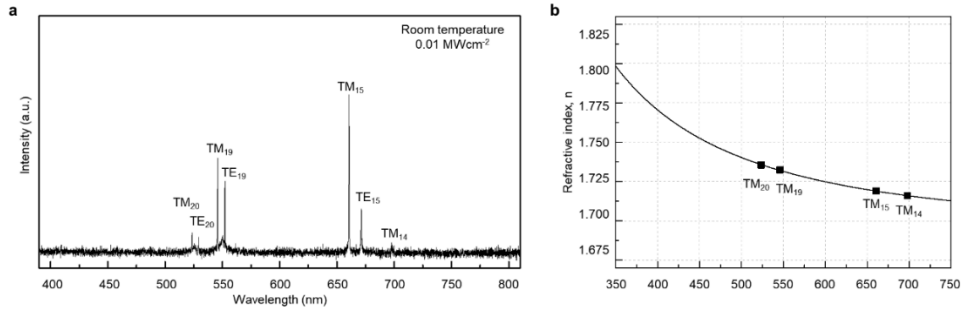 a
Room temperature
0.01 MWcm⁻²
TM₁₅
TM₁₉
TE₁₉
TM₂₀
TE₂₀
TE₁₅
TM₁₄
Intensity (a.u.)
400 450 500 550 600 650 700 750 800
Wavelength (nm)
b
1.825
1.800
1.775
1.750
1.725
1.700
1.675
Refractive index, n
TM₂₀ TM₁₉
TM₁₅ TM₁₄
350 400 450 500 550 600 650 700 750